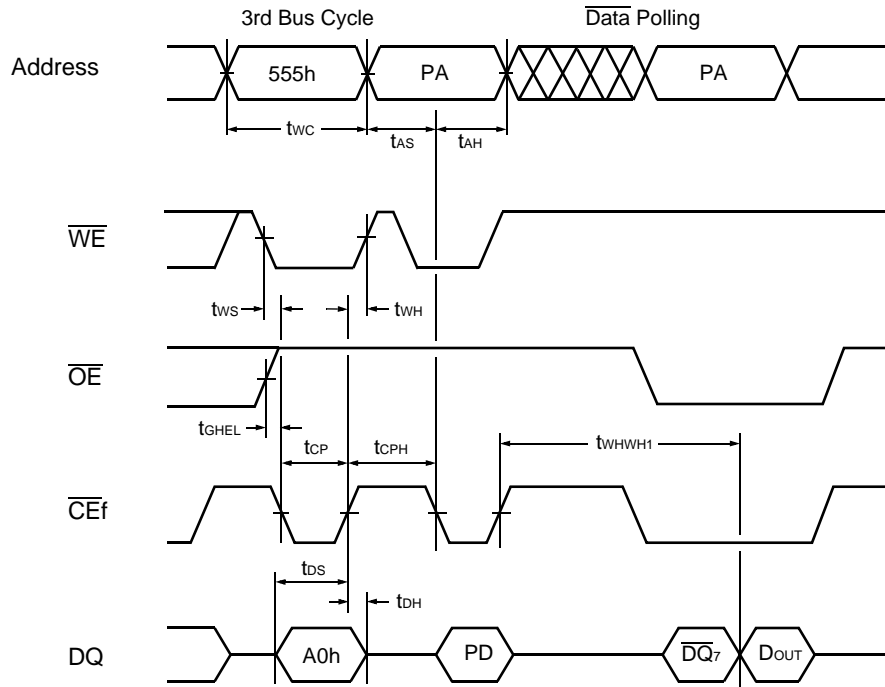 3rd Bus Cycle Data Polling
Address 555h PA PA
tWC tAS tAH
WE
tWS tWH
OE
tGHEL tCP tCPH tWHWH1
CEf
tDS tDH
DQ A0h PD DQ7 DOUT